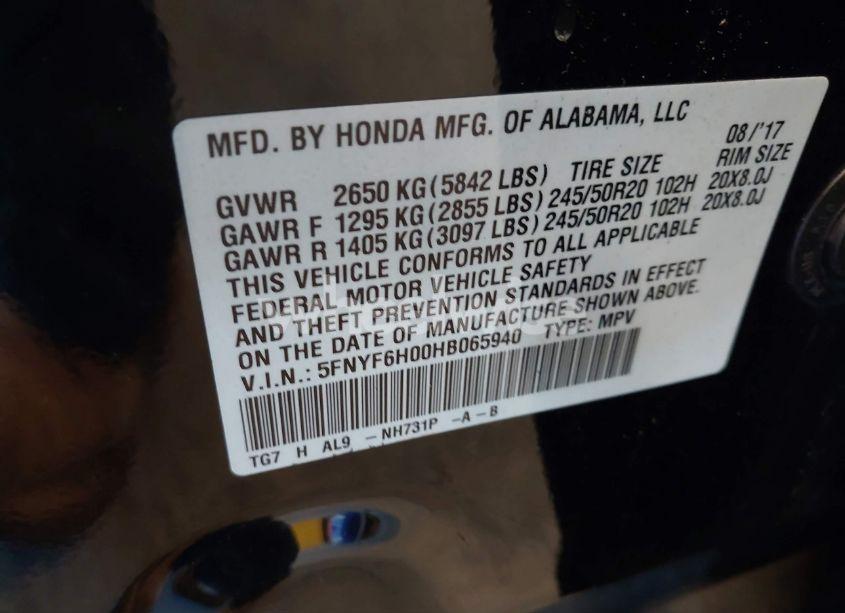 MFD. BY HONDA MFG. OF ALABAMA, LLC 08/'17
GVWR 2650 KG(5842 LBS) TIRE SIZE RIM SIZE
GAWR F 1295 KG(2855 LBS)245/50R20 102H 20X8.0J
GAWR R 1405 KG(3097 LBS)245/50R20 102H 20X8.0J
THIS VEHICLE CONFORMS TO ALL APPLICABLE
FEDERAL MOTOR VEHICLE SAFETY
AND THEFT PREVENTION STANDARDS IN EFFECT
ON THE DATE OF MANUFACTURE SHOWN ABOVE.
V.I.N.: 5FNYF6H00HB065940 TYPE: MPV
TG7 H AL9 -NH731P -A-B